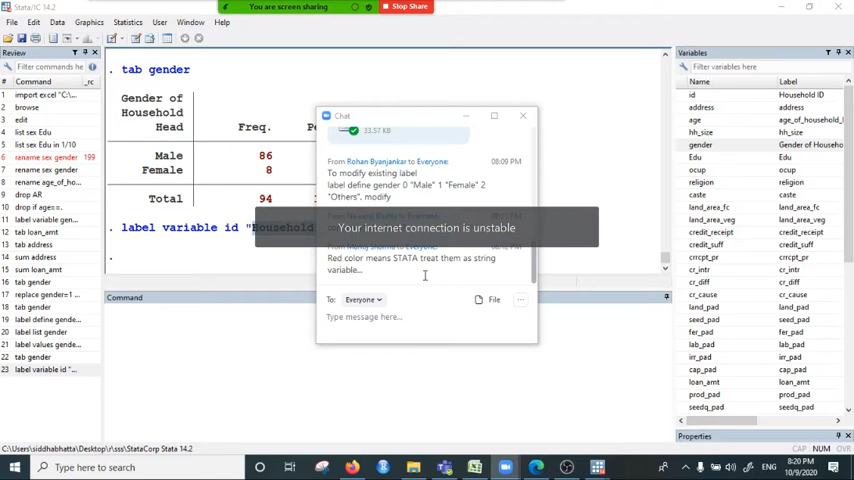 Stata/IC 14.2
You are screen sharing
Stop Share
File Edit Data Graphics Statistics User Window Help
Review
Filter commands he
# Command _rc
1 import excel "C:\...
2 browse
3 edit
4 list sex Edu
5 list sex Edu in 1/10
6 raname sex gender 199
7 rename sex gender
8 rename age_of_ho...
9 drop AR
10 drop if age==.
11 label variable gen...
12 tab loan_amt
13 tab address
14 sum address
15 sum loan_amt
16 tab gender
17 replace gender=1 ...
18 tab gender
19 label define gende...
20 label list gender
21 label values gende...
22 tab gender
23 label variable id "...
. tab gender
Gender of
Household
Head Freq.
Male 86
Female 8
Total 94
. label variable id "Household
.
Command
Chat
33.57 KB
From Rohan Byanjankar to Everyone: 08:09 PM
To modify existing label
label define gender 0 "Male" 1 "Female" 2
"Others". modify
Your internet connection is unstable
Red color means STATA treat them as string
variable...
To: Everyone File ...
Type message here...
Variables
Filter variables here
Name Label
id Household ID
address address
age age_of_household_
hh_size hh_size
gender Gender of Househo
Edu Edu
ocup ocup
religion religion
land_area_fc land_area_fc
land_area_veg land_area_veg
credit_source credit_source
credit_suff credit_suff
crrcpt_pr crrcpt_pr
cr_intr cr_intr
cr_diff cr_diff
cr_cause cr_cause
land_pad land_pad
seed_pad seed_pad
fer_pad fer_pad
lab_pad lab_pad
irr_pad irr_pad
cap_pad cap_pad
loan_amt loan_amt
prod_pad prod_pad
seedq_pad seedq_pad
Properties
C:\Users\siddhabhatta\Desktop\r\sss\StataCorp Stata 14.2
CAP NUM OVR
Type here to search
ENG
8:20 PM
10/9/2020